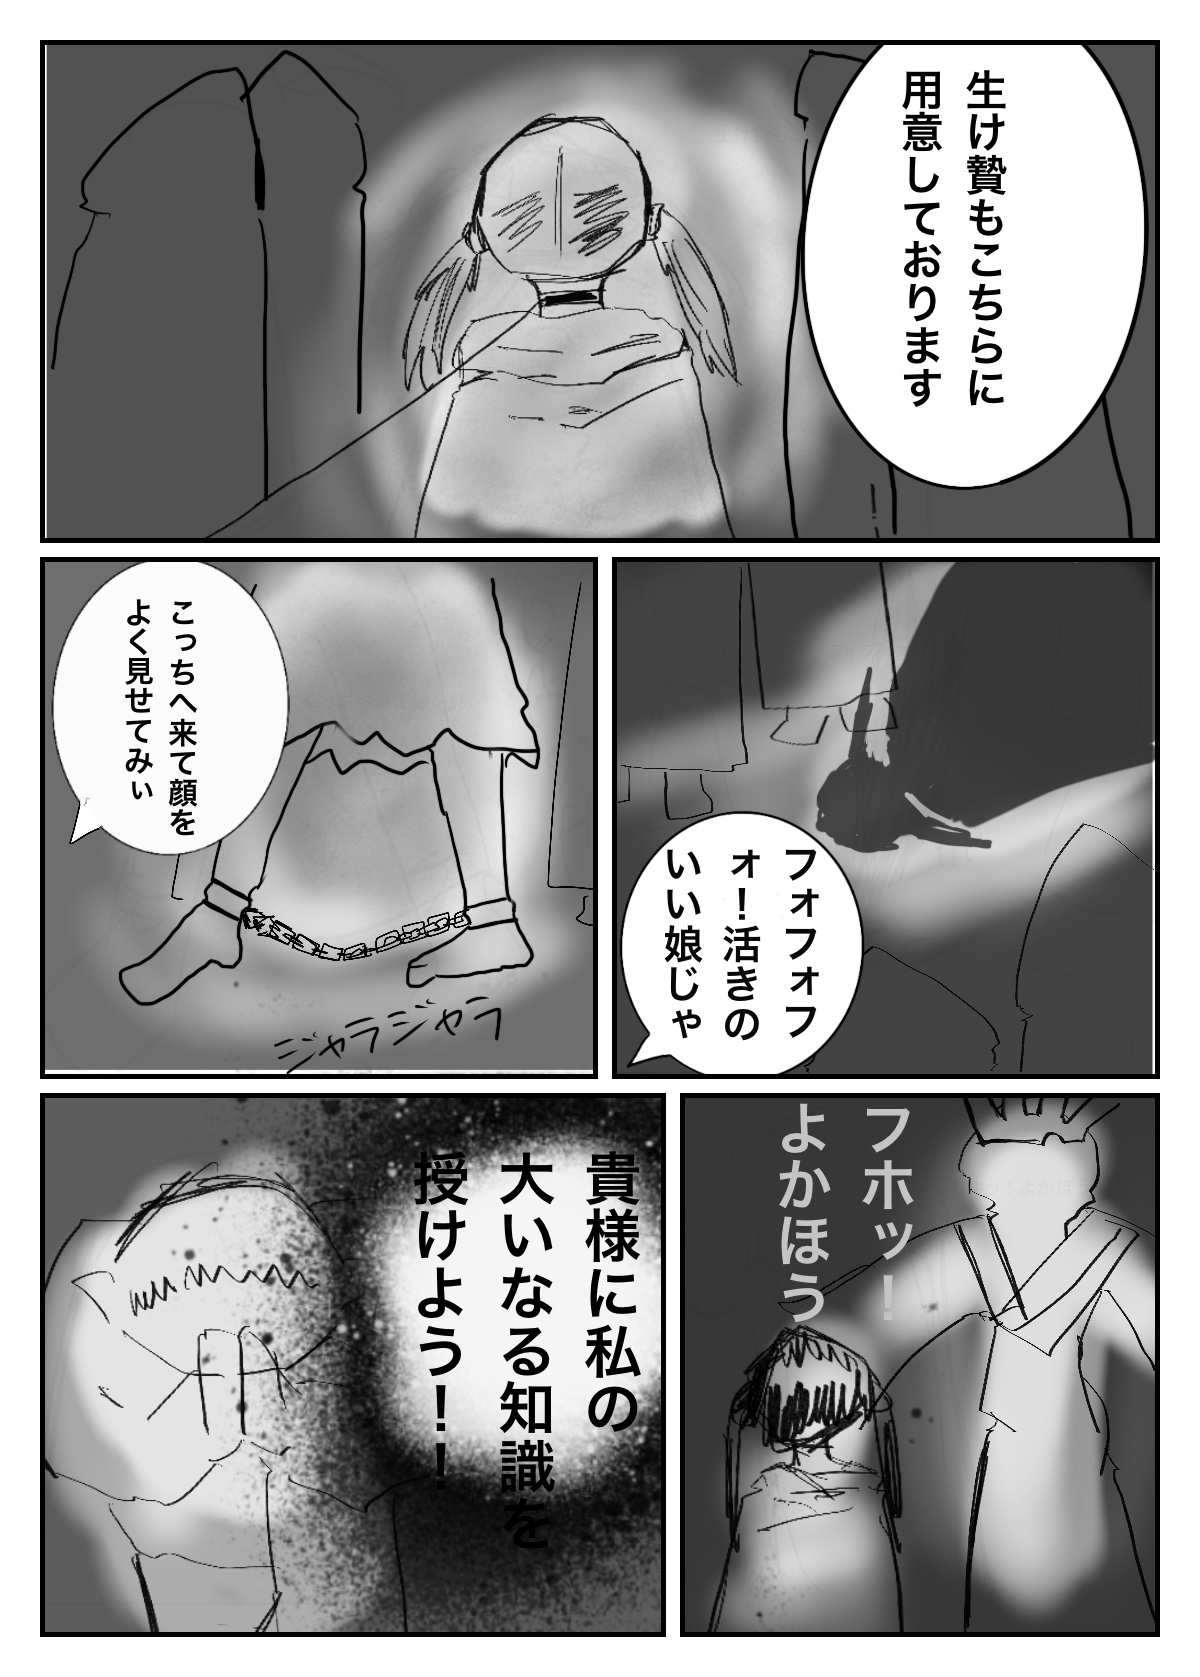 生け贄もこちらに
用意しております
フォフォフ
ォ！活きの
いい娘じゃ
こっちへ来て顔を
よく見せてみぃ
ジャラジャラ
フホッ！
よかほう
貴様に私の
大いなる知識を
授けよう！！